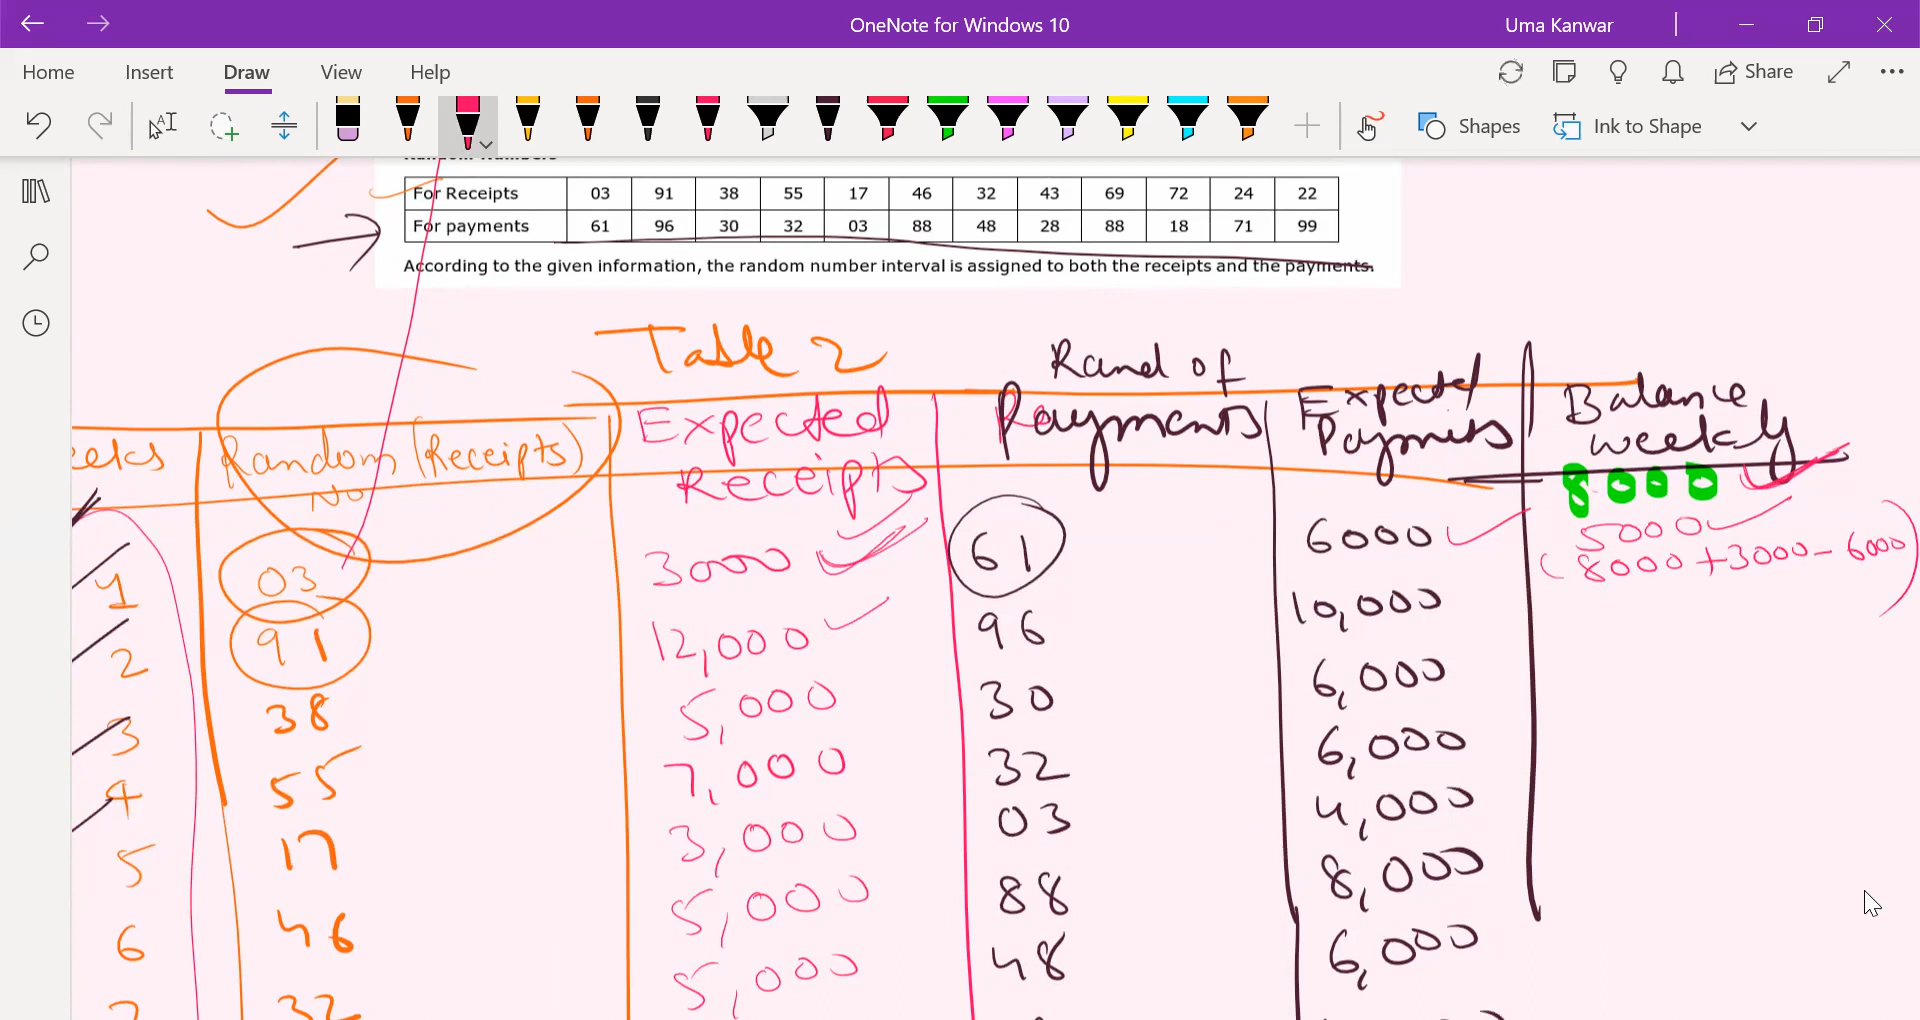 OneNote for Windows 10
Uma Kanwar
Home Insert Draw View Help
Share
Shapes
Ink to Shape
For Receipts 03 91 38 55 17 46 32 43 69 72 24 22
For payments 61 96 30 32 03 88 48 28 88 18 71 99
According to the given information, the random number interval is assigned to both the receipts and the payments.
Table 2
eeks
Random (Receipts)
No
Expected
Receipts
Rand of
Payments
Expected
Payments
Balance
weekly
8000
1 03 3000 61 6000 5000
(8000+3000-6000)
2 91 12,000 96 10,000
3 38 5,000 30 6,000
4 55 7,000 32 6,000
5 17 3,000 03 4,000
6 46 5,000 88 8,000
7 32 5,000 48 6,000